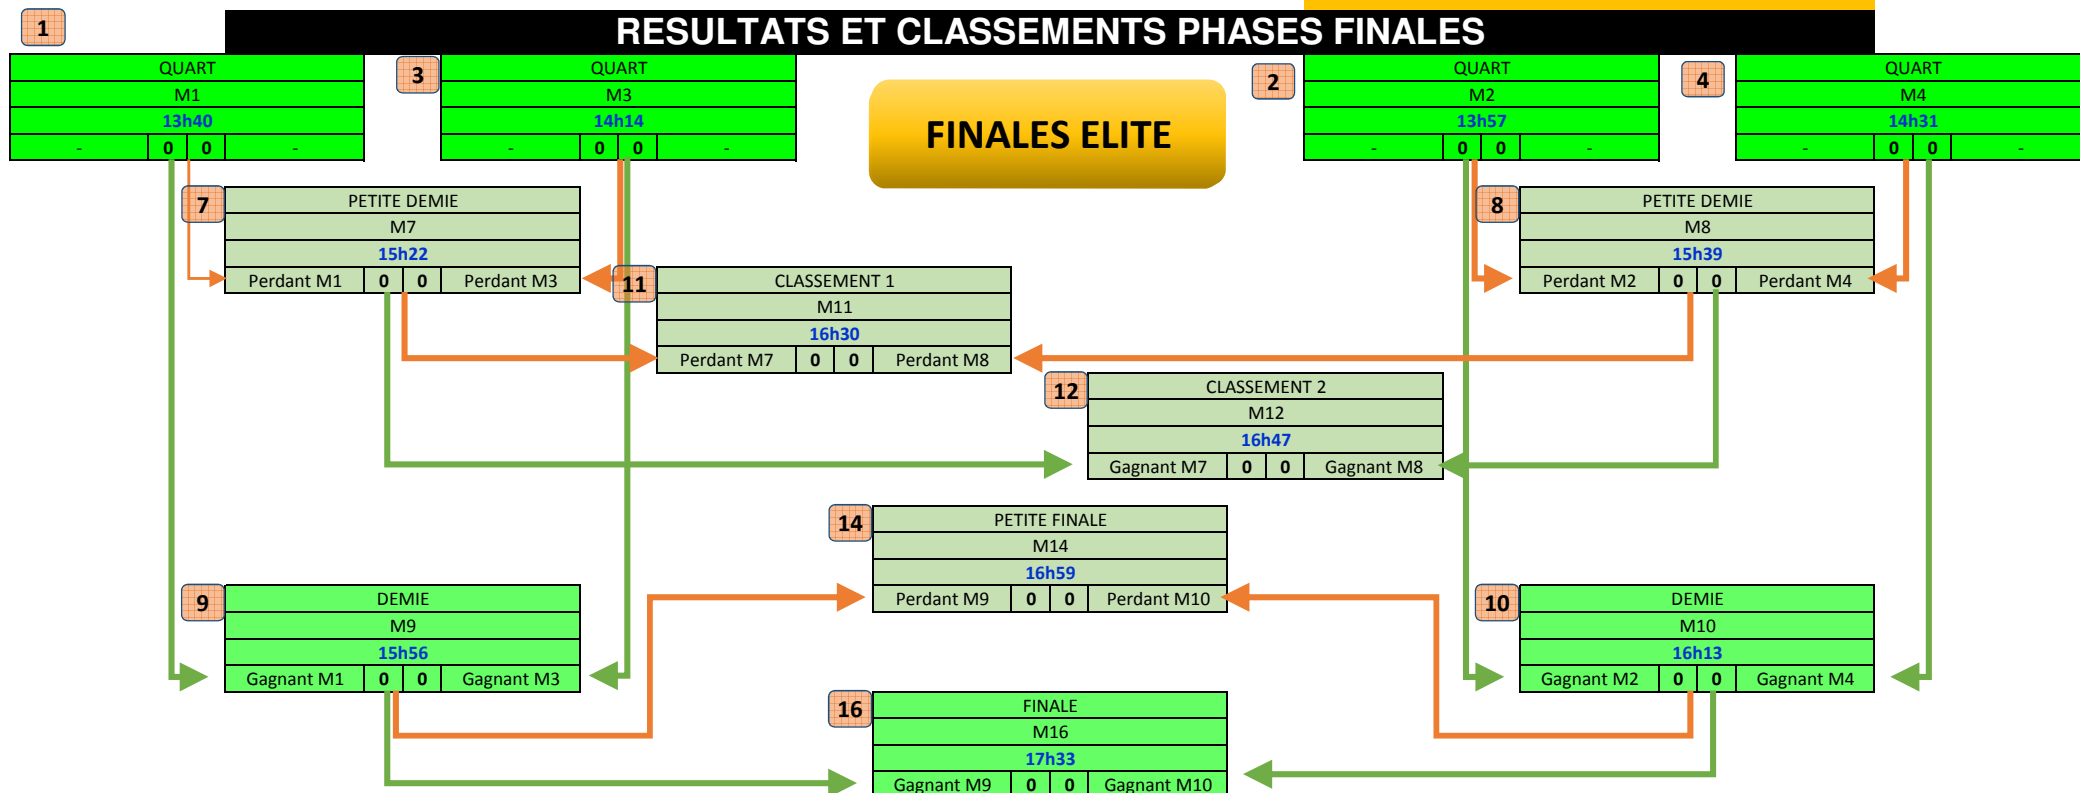 1
RESULTATS ET CLASSEMENTS PHASES FINALES
QUART
M1
13h40
- 0 0 -
3
QUART
M3
14h14
- 0 0 -
FINALES ELITE
2
QUART
M2
13h57
- 0 0 -
4
QUART
M4
14h31
- 0 0 -
7
PETITE DEMIE
M7
15h22
Perdant M1 0 0 Perdant M3
8
PETITE DEMIE
M8
15h39
Perdant M2 0 0 Perdant M4
11
CLASSEMENT 1
M11
16h30
Perdant M7 0 0 Perdant M8
12
CLASSEMENT 2
M12
16h47
Gagnant M7 0 0 Gagnant M8
14
PETITE FINALE
M14
16h59
Perdant M9 0 0 Perdant M10
9
DEMIE
M9
15h56
Gagnant M1 0 0 Gagnant M3
10
DEMIE
M10
16h13
Gagnant M2 0 0 Gagnant M4
16
FINALE
M16
17h33
Gagnant M9 0 0 Gagnant M10